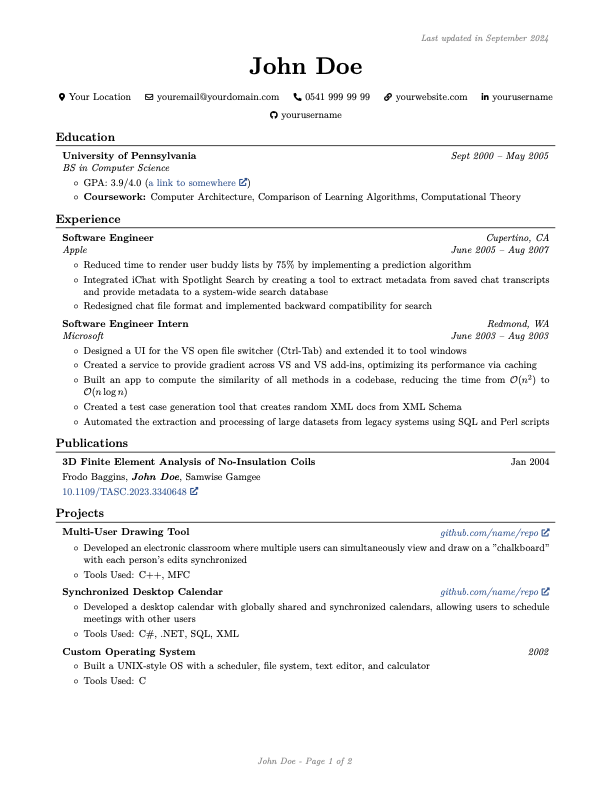 Last updated in September 2024
John Doe
Your Location youremail@yourdomain.com 0541 999 99 99 yourwebsite.com yourusername
yourusername
Education
University of Pennsylvania Sept 2000 – May 2005
BS in Computer Science
◦ GPA: 3.9/4.0 (a link to somewhere)
◦ Coursework: Computer Architecture, Comparison of Learning Algorithms, Computational Theory
Experience
Software Engineer Cupertino, CA
Apple June 2005 – Aug 2007
◦ Reduced time to render user buddy lists by 75% by implementing a prediction algorithm
◦ Integrated iChat with Spotlight Search by creating a tool to extract metadata from saved chat transcripts
and provide metadata to a system-wide search database
◦ Redesigned chat file format and implemented backward compatibility for search
Software Engineer Intern Redmond, WA
Microsoft June 2003 – Aug 2003
◦ Designed a UI for the VS open file switcher (Ctrl-Tab) and extended it to tool windows
◦ Created a service to provide gradient across VS and VS add-ins, optimizing its performance via caching
◦ Built an app to compute the similarity of all methods in a codebase, reducing the time from O(n²) to
O(n log n)
◦ Created a test case generation tool that creates random XML docs from XML Schema
◦ Automated the extraction and processing of large datasets from legacy systems using SQL and Perl scripts
Publications
3D Finite Element Analysis of No-Insulation Coils Jan 2004
Frodo Baggins, John Doe, Samwise Gamgee
10.1109/TASC.2023.3340648
Projects
Multi-User Drawing Tool github.com/name/repo
◦ Developed an electronic classroom where multiple users can simultaneously view and draw on a ”chalkboard”
with each person's edits synchronized
◦ Tools Used: C++, MFC
Synchronized Desktop Calendar github.com/name/repo
◦ Developed a desktop calendar with globally shared and synchronized calendars, allowing users to schedule
meetings with other users
◦ Tools Used: C#, .NET, SQL, XML
Custom Operating System 2002
◦ Built a UNIX-style OS with a scheduler, file system, text editor, and calculator
◦ Tools Used: C
John Doe - Page 1 of 2